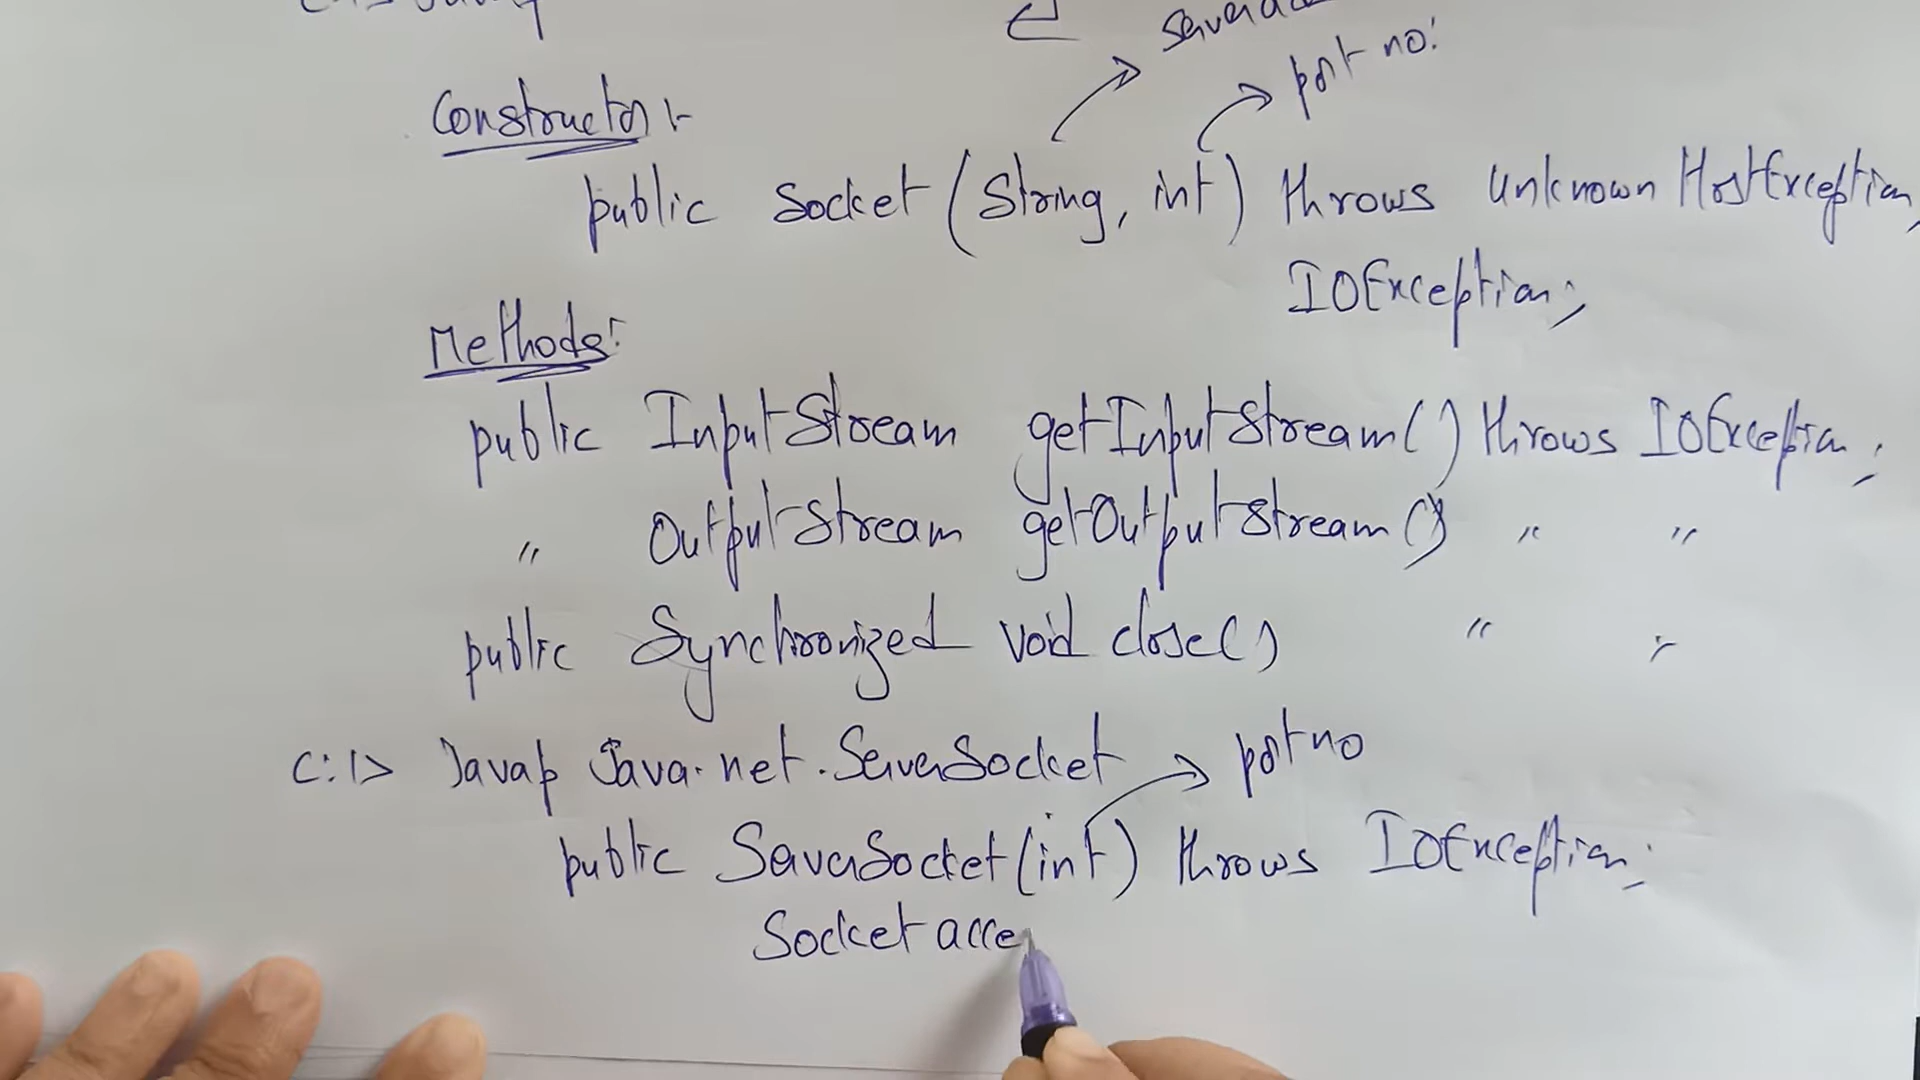 port no:
Constructor:-
public Socket (String, int) throws UnknownHostException,
IOException;
Methods:
public InputStream getInputStream() throws IOException;
" OutputStream getOutputStream() " "
public Synchronized void close() " ;
C:\> Javap Java.net.ServerSocket → port no
public ServerSocket(int) throws IOException;
Socket acce